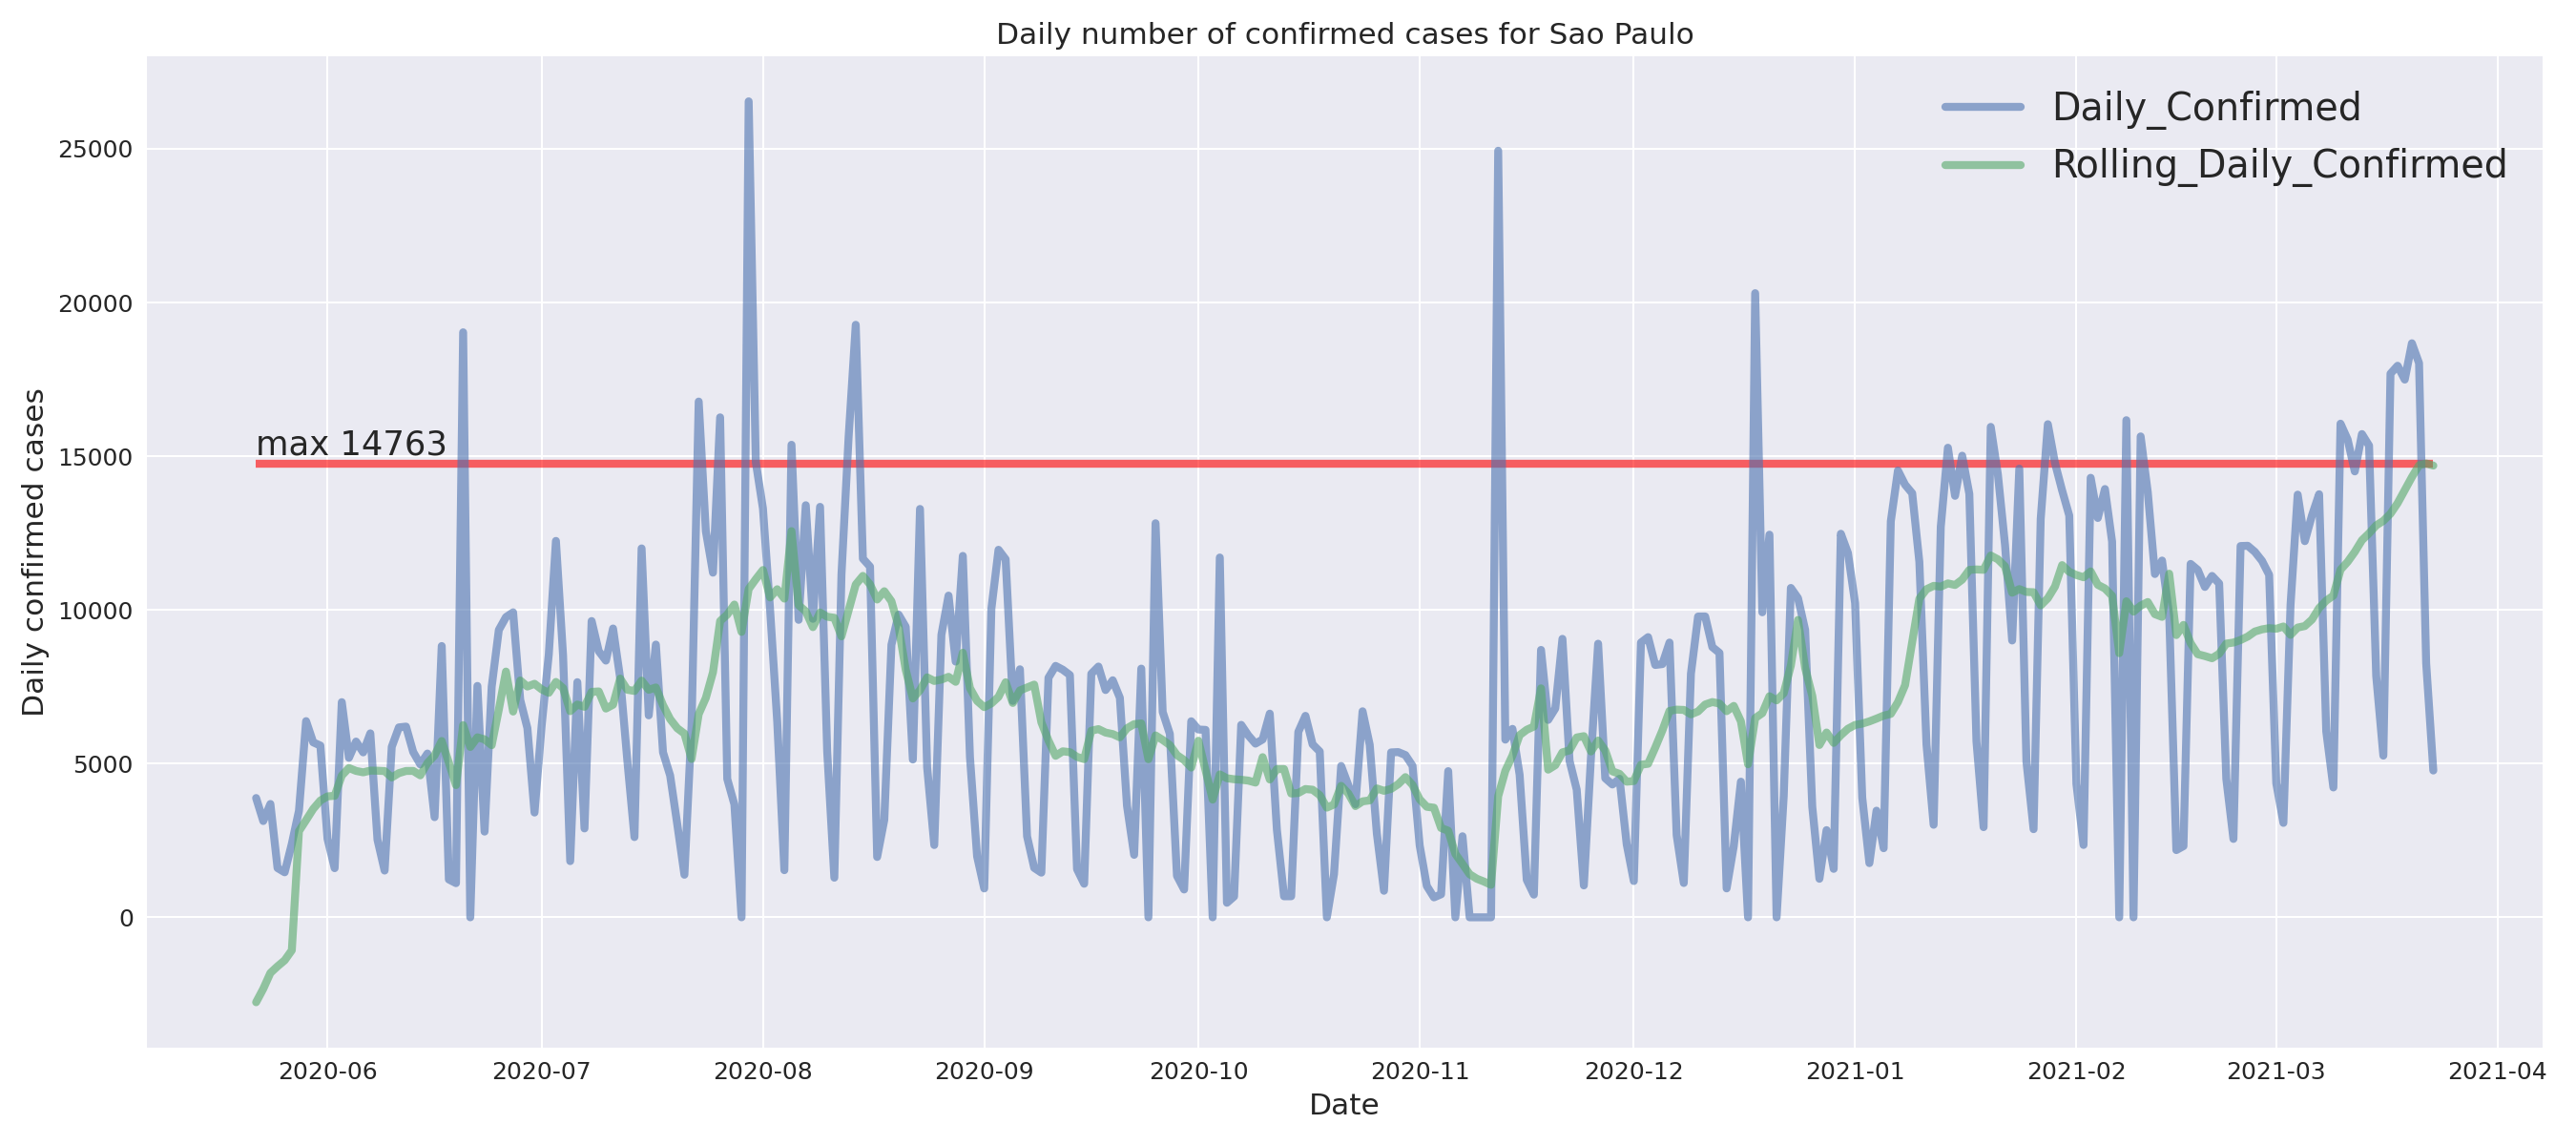 Daily number of confirmed cases for Sao Paulo
Daily_Confirmed
Rolling_Daily_Confirmed
max 14763
Daily confirmed cases
25000
20000
15000
10000
5000
0
2020-06 2020-07 2020-08 2020-09 2020-10 2020-11 2020-12 2021-01 2021-02 2021-03 2021-04
Date